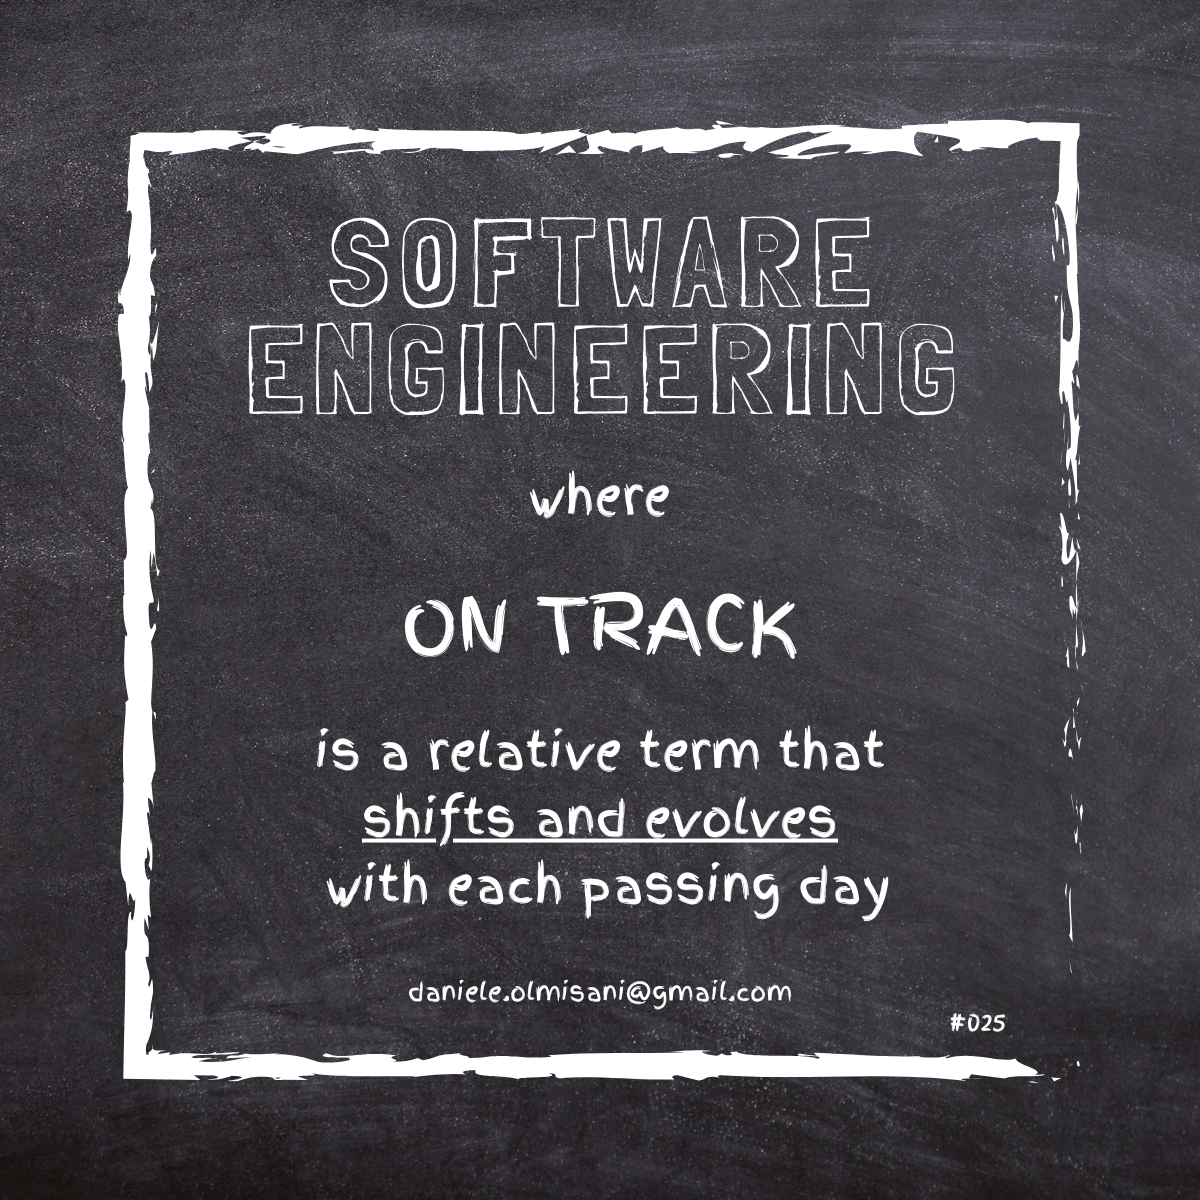 SOFTWARE
ENGINEERING
where
ON TRACK
is a relative term that
shifts and evolves
with each passing day
daniele.olmisani@gmail.com
#025